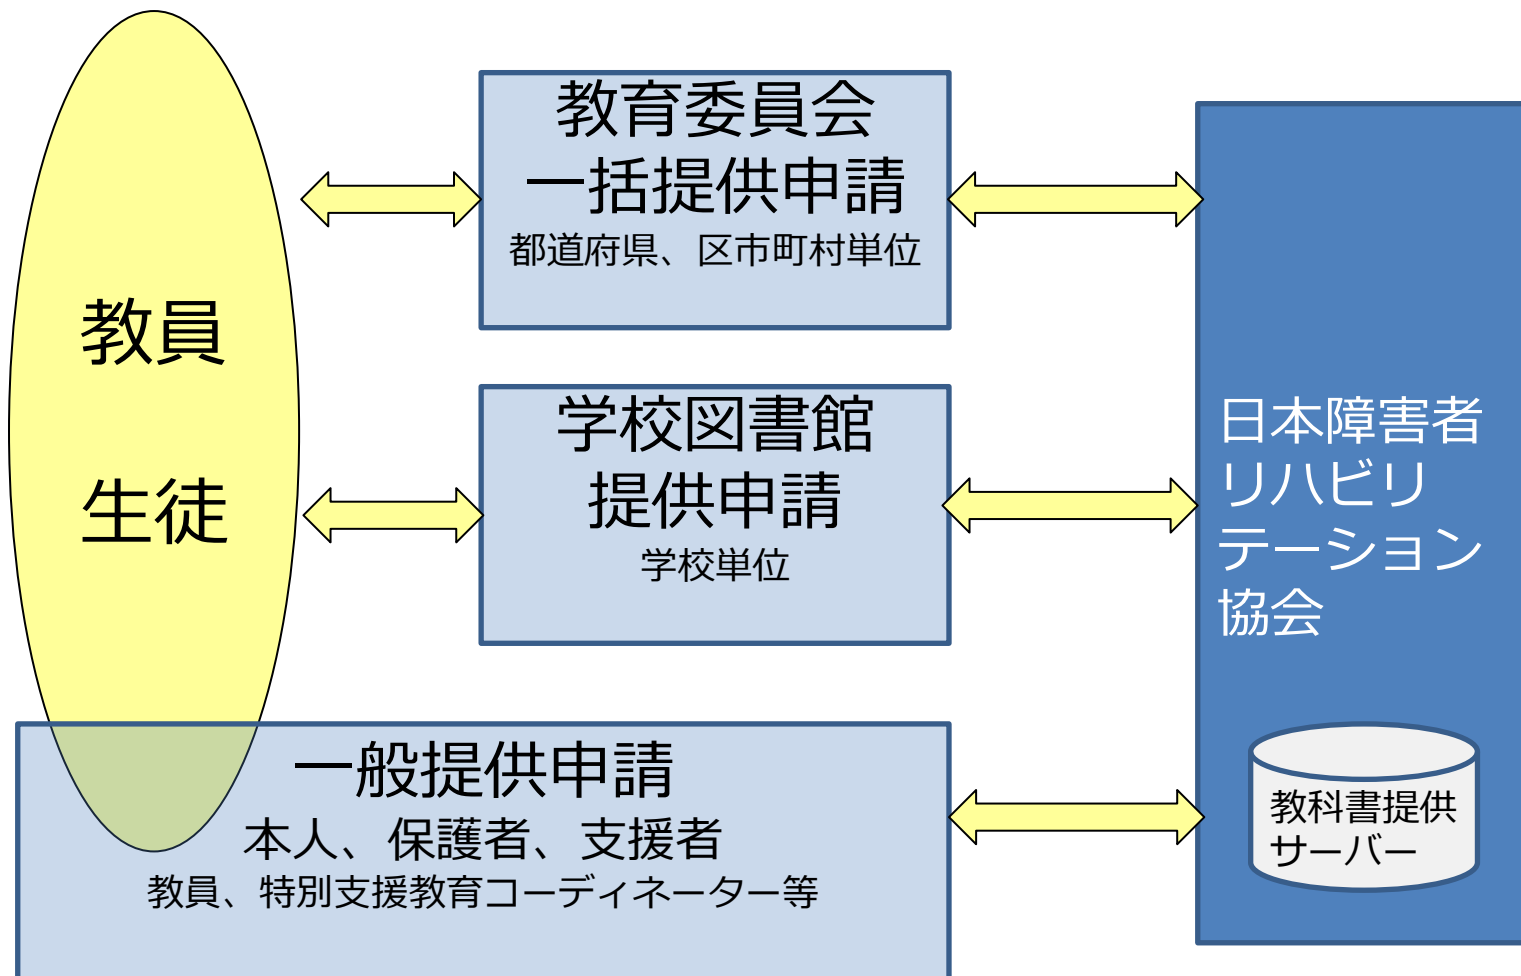 教員
生徒
教育委員会
一括提供申請
都道府県、区市町村単位
学校図書館
提供申請
学校単位
一般提供申請
本人、保護者、支援者
教員、特別支援教育コーディネーター等
日本障害者
リハビリ
テーション
協会
教科書提供
サーバー